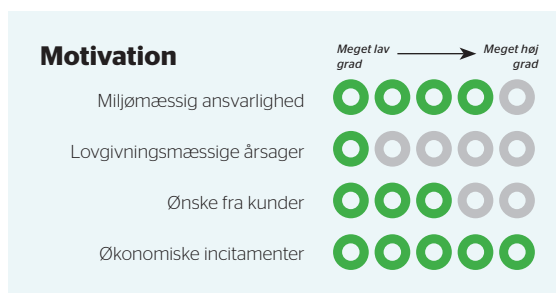 Motivation
Meget lav grad
Meget høj grad
Miljømæssig ansvarlighed
Lovgivningsmæssige årsager
Ønske fra kunder
Økonomiske incitamenter